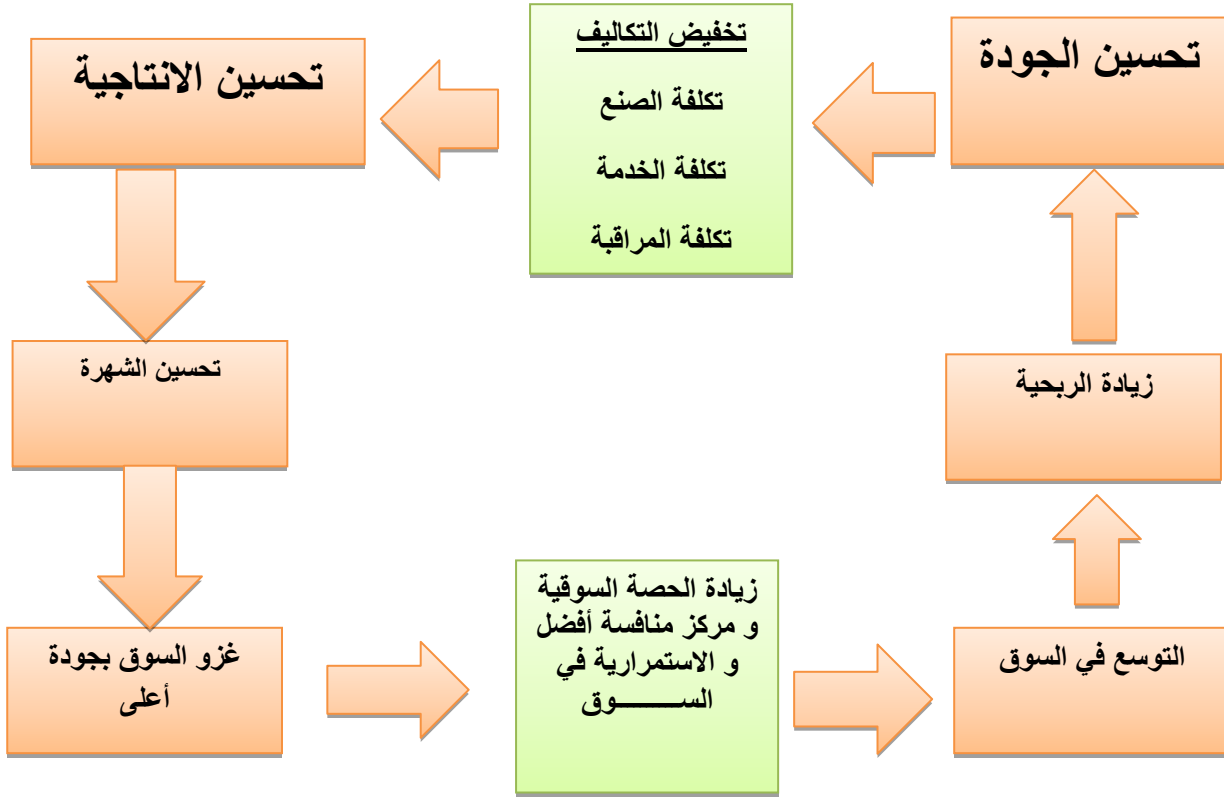 تحسين الجودة
تخفيض التكاليف
تكلفة الصنع
تكلفة الخدمة
تكلفة المراقبة
تحسين الانتاجية
تحسين الشهرة
غزو السوق بجودة
أعلى
زيادة الحصة السوقية
و مركز منافسة أفضل
و الاستمرارية في
الســـــــوق
التوسع في السوق
زيادة الربحية